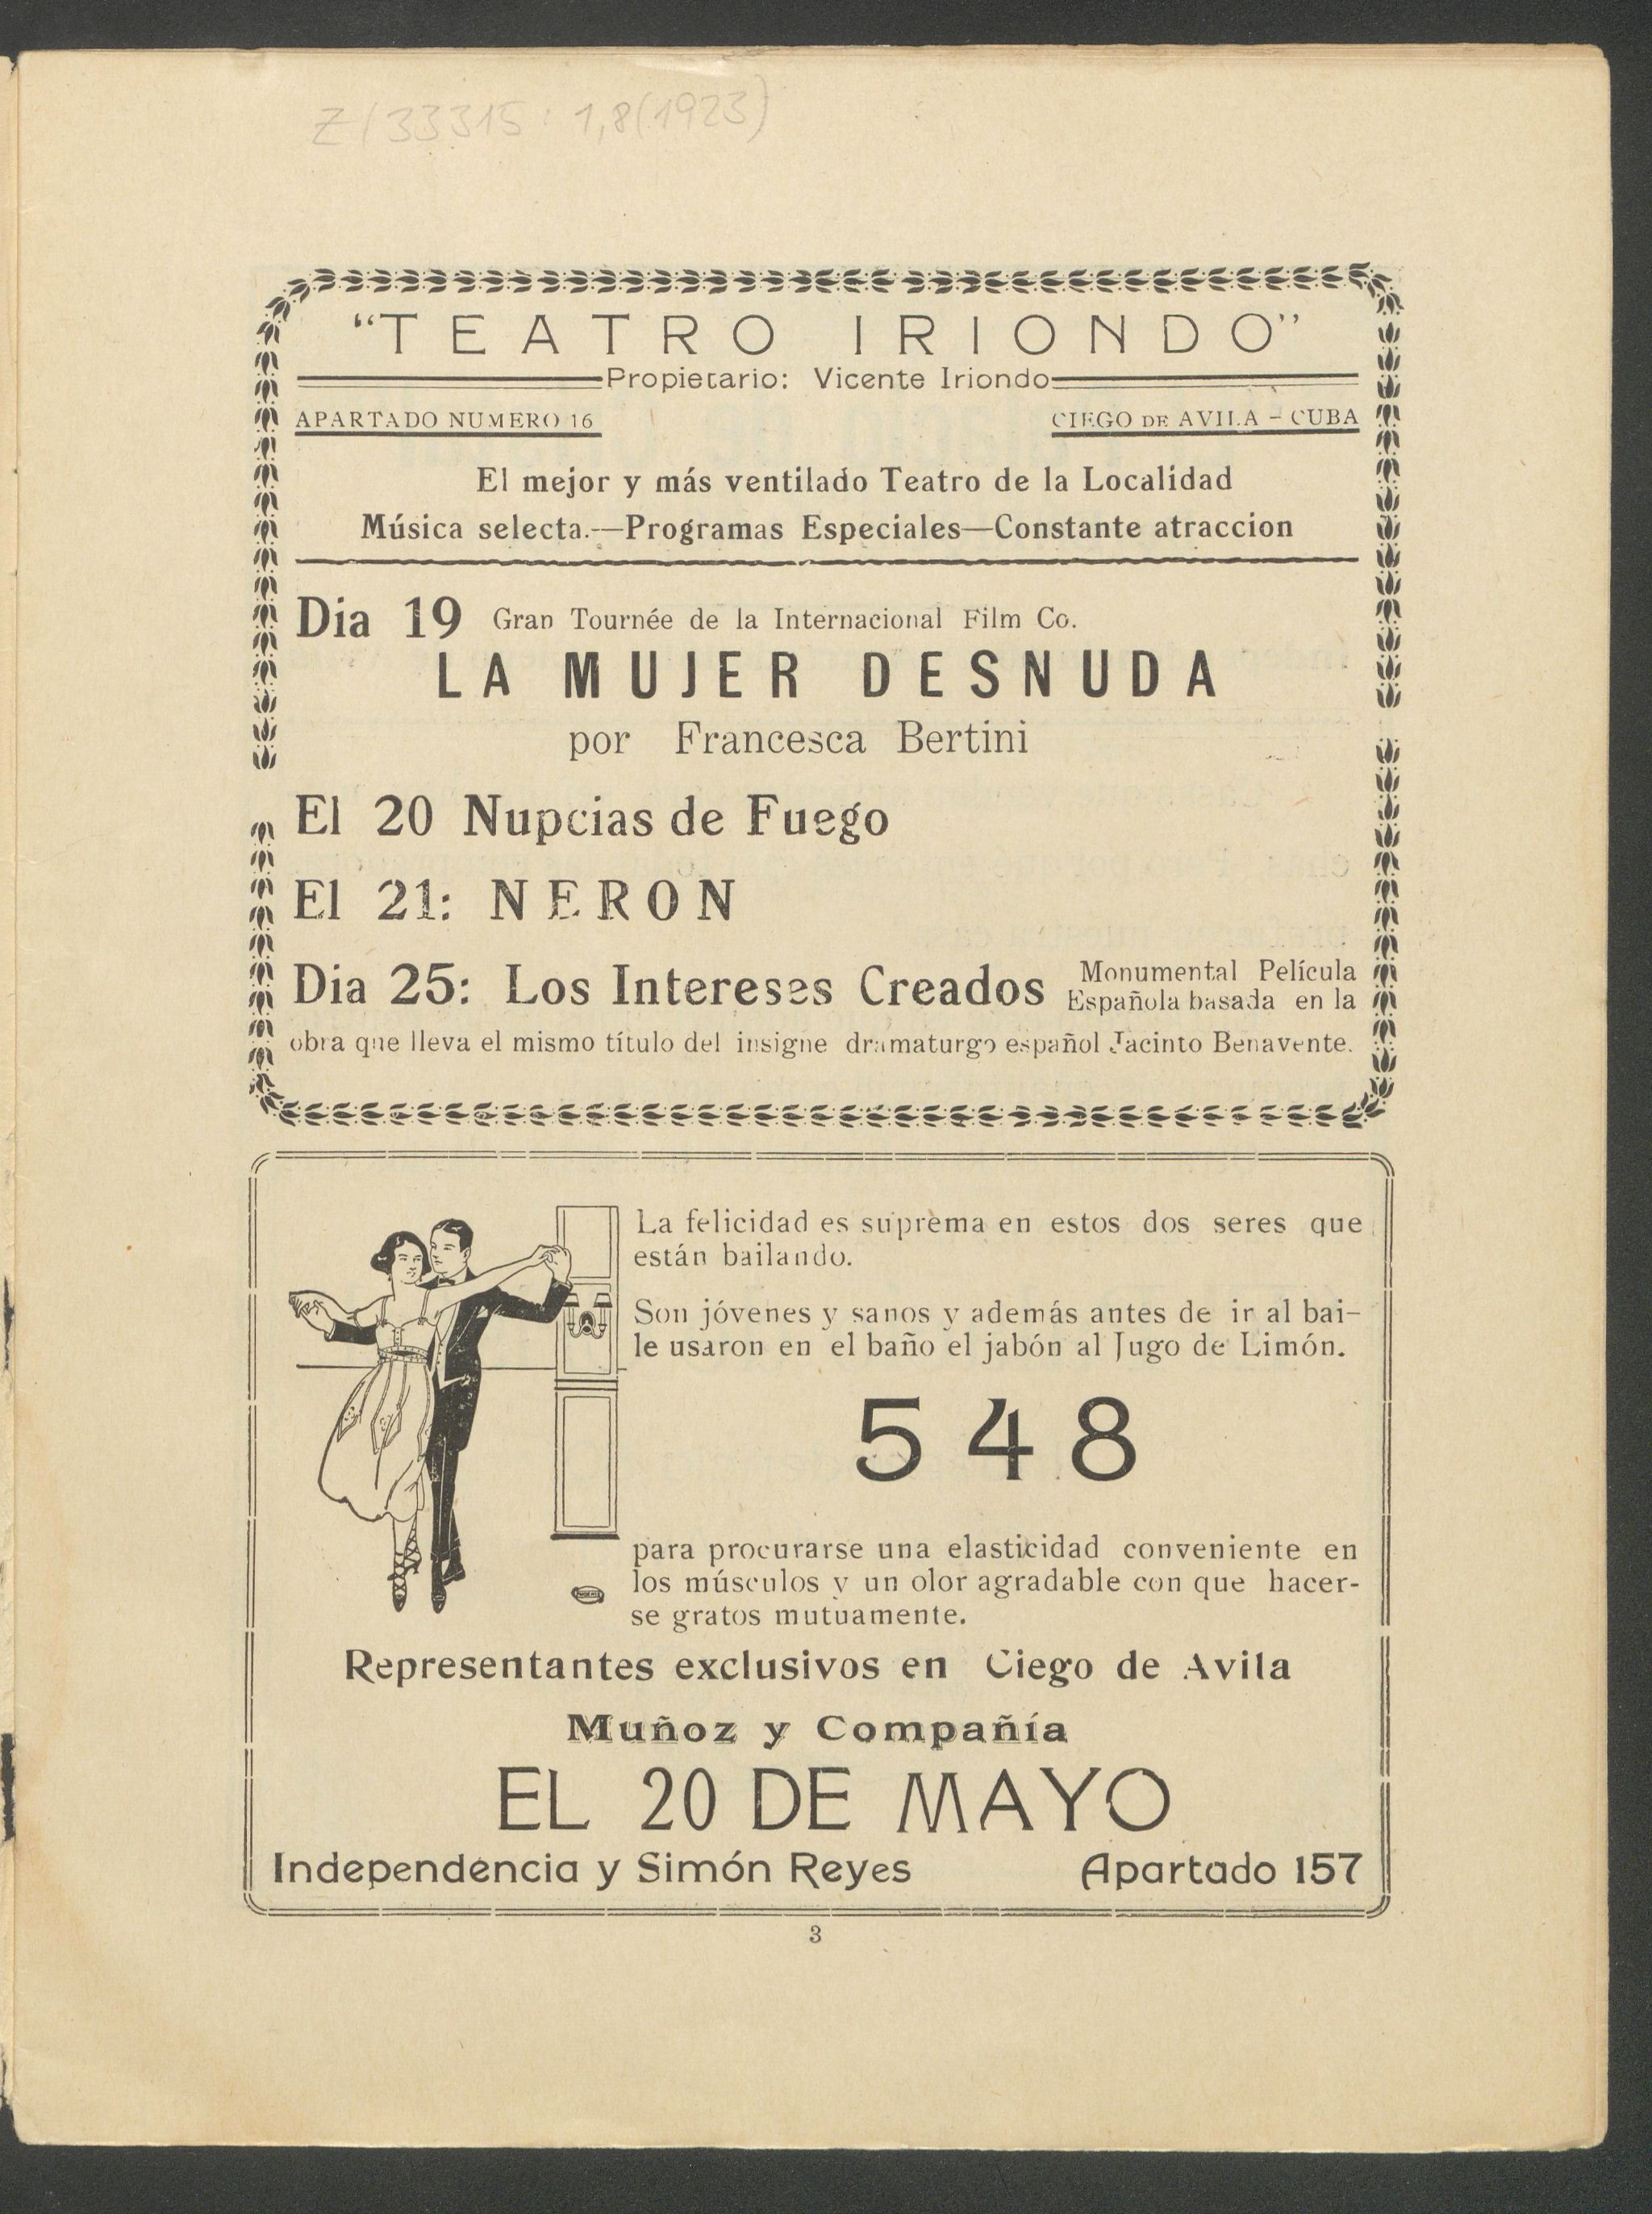 Z/33315: 1,8(1923)
"TEATRO IRIONDO"
Propietario: Vicente Iriondo
APARTADO NUMERO 16 CIEGO DE AVILA - CUBA
El mejor y más ventilado Teatro de la Localidad
Música selecta.—Programas Especiales—Constante atraccion
Dia 19 Gran Tournée de la Internacional Film Co.
LA MUJER DESNUDA
por Francesca Bertini
El 20 Nupcias de Fuego
El 21: NERON
Dia 25: Los Intereses Creados Monumental Película
Española basada en la
obra que lleva el mismo título del insigne dramaturgo español Jacinto Benavente.
La felicidad es suprema en estos dos seres que
están bailando.
Son jóvenes y sanos y además antes de ir al bai-
le usaron en el baño el jabón al Jugo de Limón.
548
para procurarse una elasticidad conveniente en
los músculos y un olor agradable con que hacer-
se gratos mutuamente.
Representantes exclusivos en Ciego de Avila
Muñoz y Compañía
EL 20 DE MAYO
Independencia y Simón Reyes Apartado 157
3